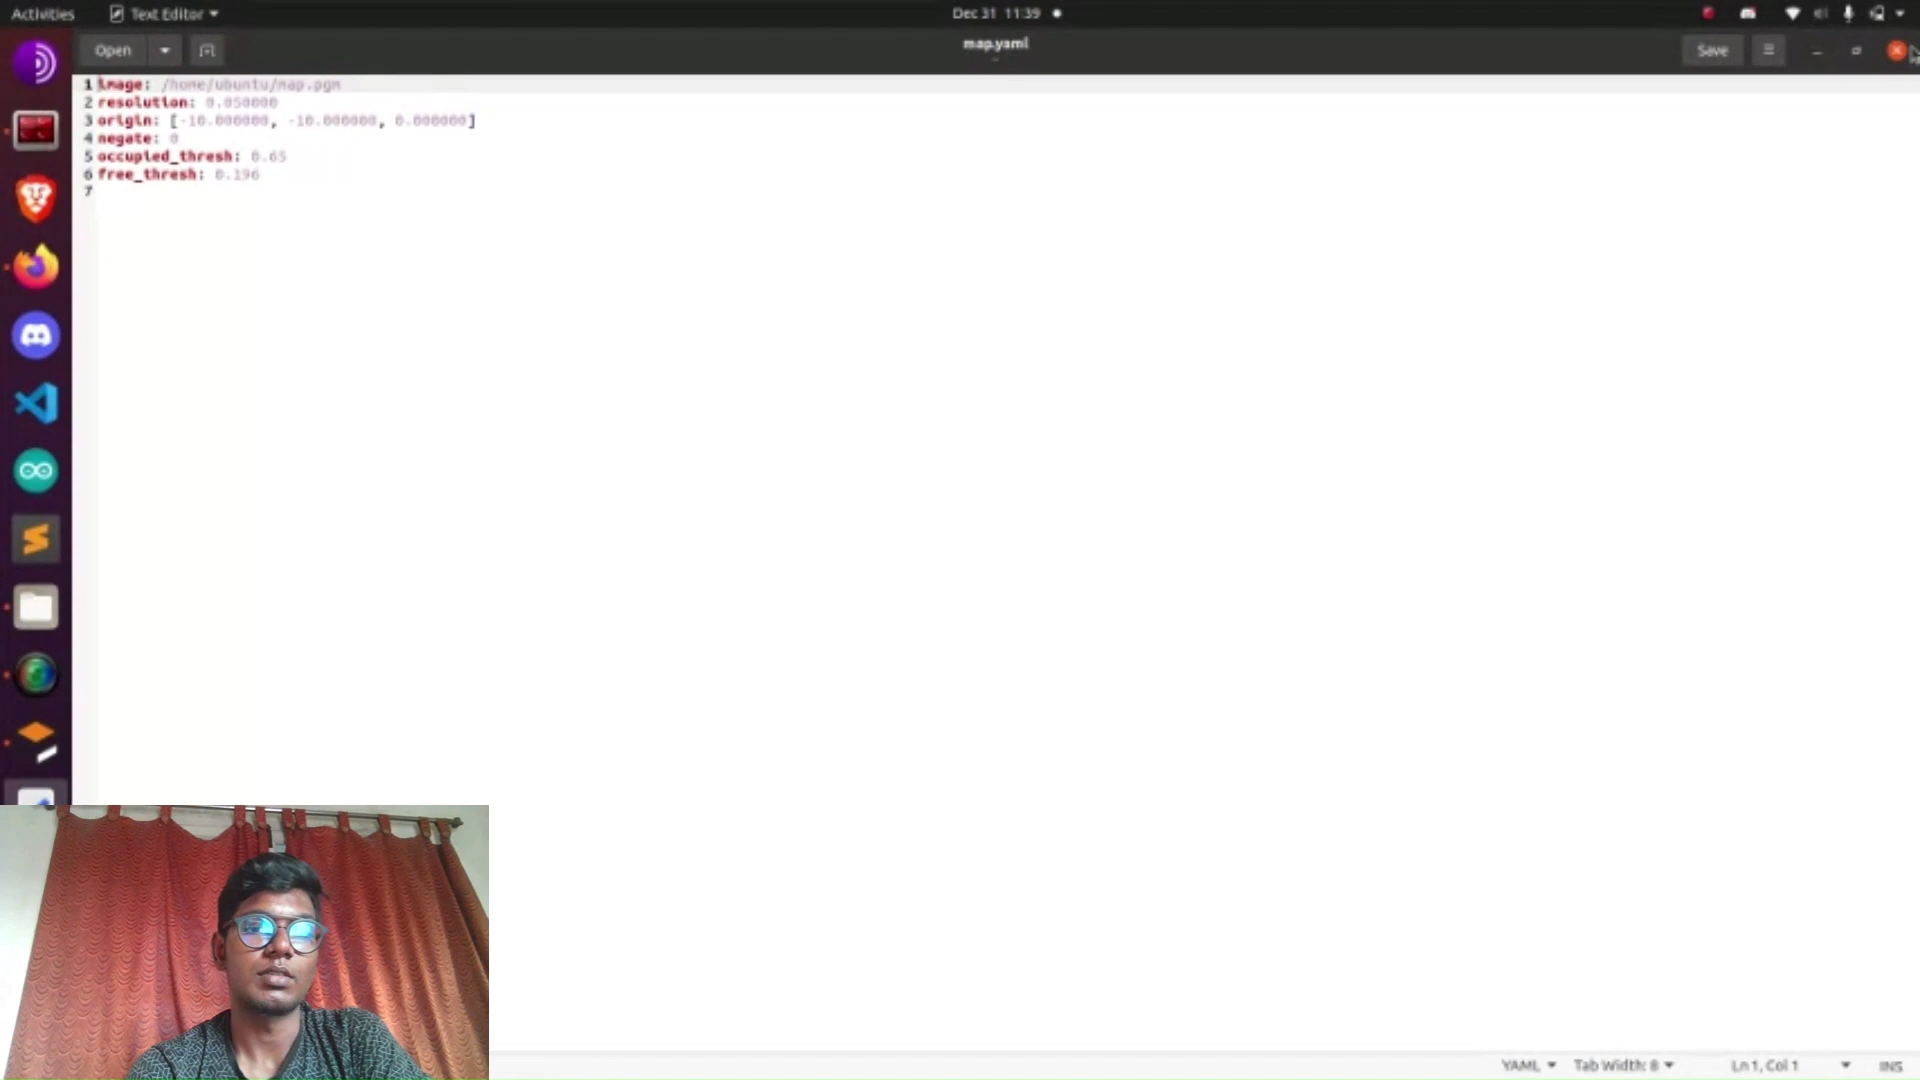 Activities
Text Editor
Dec 31 11:39
Open
map.yaml
Save
1 image: /home/ubuntu/map.pgm
2 resolution: 0.050000
3 origin: [-10.000000, -10.000000, 0.000000]
4 negate: 0
5 occupied_thresh: 0.65
6 free_thresh: 0.196
7
YAML
Tab Width: 8
Ln 1, Col 1
INS